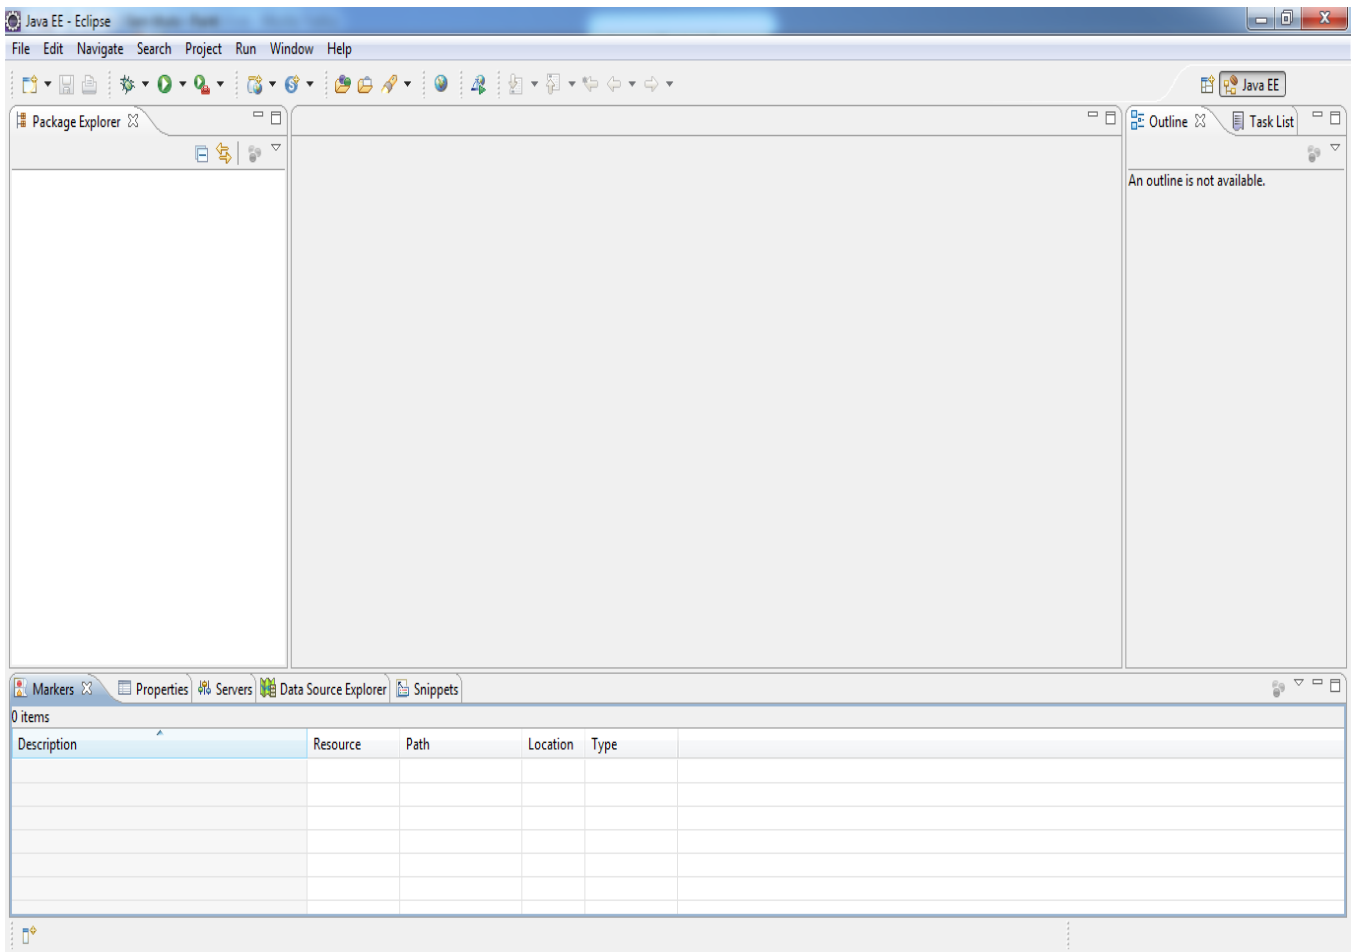 Java EE - Eclipse
File Edit Navigate Search Project Run Window Help
Java EE
Package Explorer
Outline Task List
An outline is not available.
Markers Properties Servers Data Source Explorer Snippets
0 items
Description Resource Path Location Type